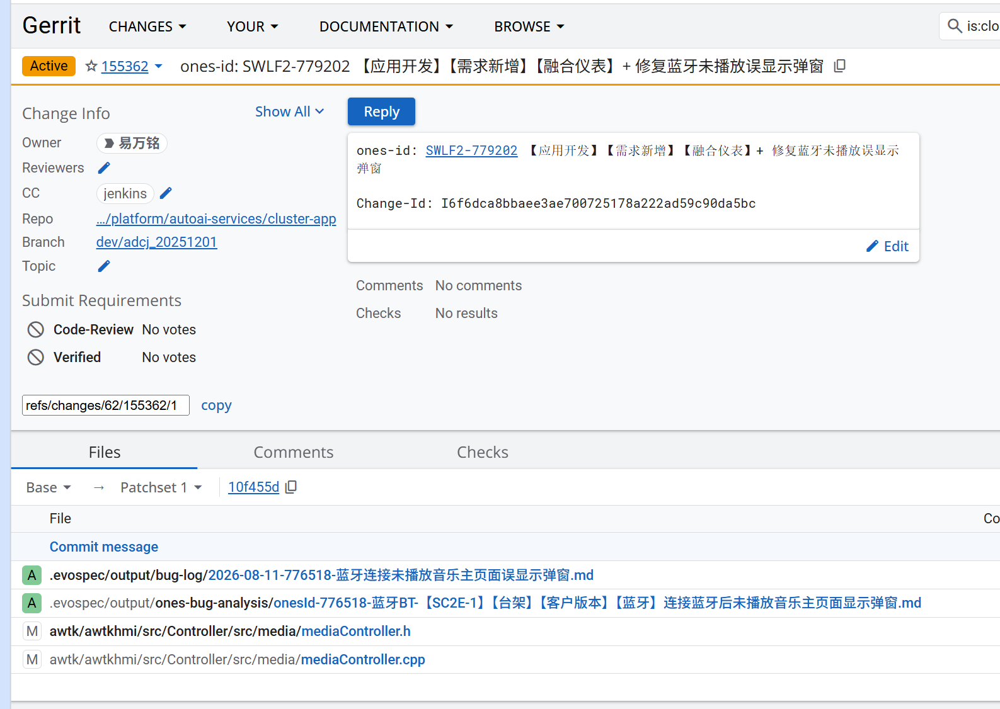 Gerrit CHANGES YOUR DOCUMENTATION BROWSE is:clo
Active 155362 ones-id: SWLF2-779202 【应用开发】【需求新增】【融合仪表】+ 修复蓝牙未播放误显示弹窗
Change Info Show All Reply
Owner 易万铭
Reviewers
CC jenkins
Repo …/platform/autoai-services/cluster-app
Branch dev/adcj_20251201
Topic
ones-id: SWLF2-779202 【应用开发】【需求新增】【融合仪表】+ 修复蓝牙未播放误显示
弹窗
Change-Id: I6f6dca8bbaee3ae700725178a222ad59c90da5bc
Edit
Comments No comments
Checks No results
Submit Requirements
Code-Review No votes
Verified No votes
refs/changes/62/155362/1 copy
Files Comments Checks
Base → Patchset 1 10f455d
File Co
Commit message
A .evospec/output/bug-log/2026-08-11-776518-蓝牙连接未播放音乐主页面误显示弹窗.md
A .evospec/output/ones-bug-analysis/onesId-776518-蓝牙BT-【SC2E-1】【台架】【客户版本】【蓝牙】连接蓝牙后未播放音乐主页面显示弹窗.md
M awtk/awtkhmi/src/Controller/src/media/mediaController.h
M awtk/awtkhmi/src/Controller/src/media/mediaController.cpp